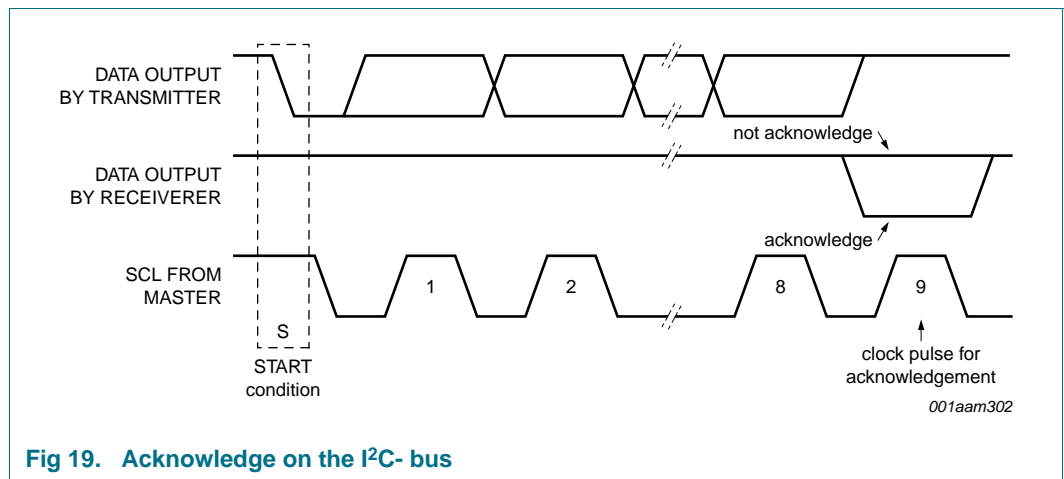 DATA OUTPUT
BY TRANSMITTER
not acknowledge
DATA OUTPUT
BY RECEIVERER
acknowledge
SCL FROM
MASTER
1
2
8
9
S
START
condition
clock pulse for
acknowledgement
001aam302
Fig 19. Acknowledge on the I²C- bus